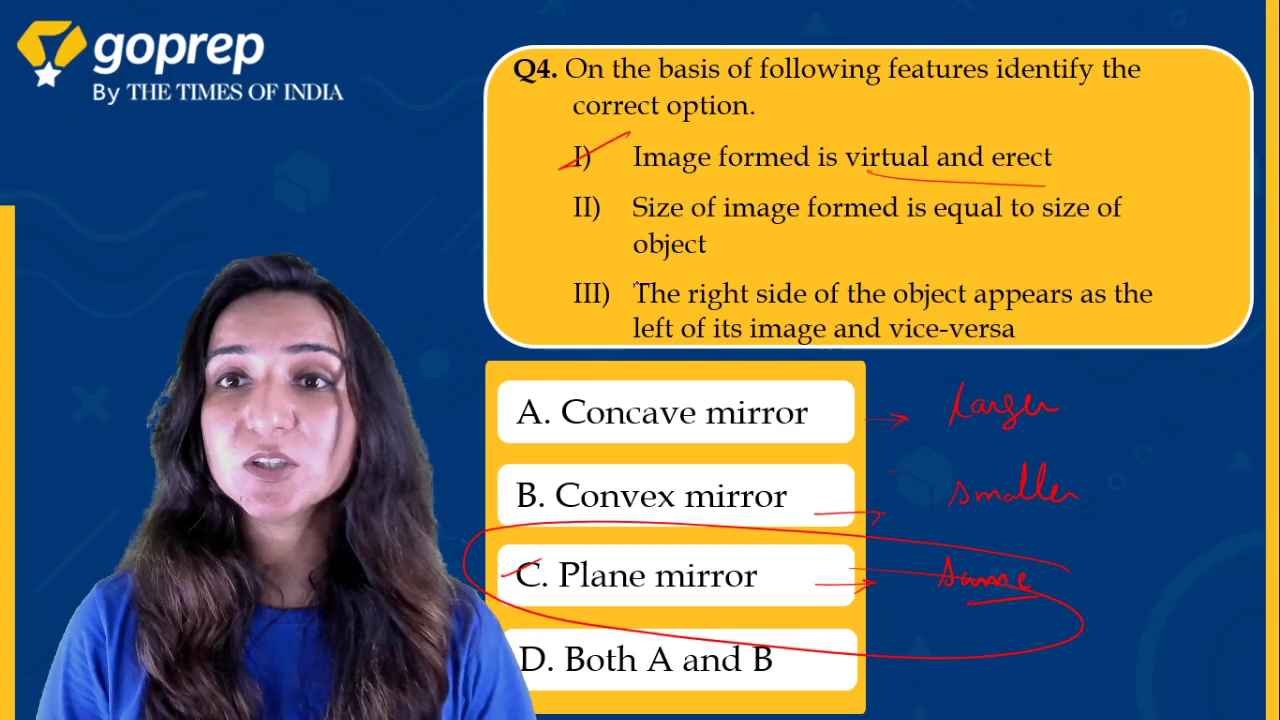 goprep
By THE TIMES OF INDIA
Q4. On the basis of following features identify the
correct option.
I) Image formed is virtual and erect
II) Size of image formed is equal to size of
object
III) The right side of the object appears as the
left of its image and vice-versa
A. Concave mirror
larger
B. Convex mirror
smaller
C. Plane mirror
same
D. Both A and B